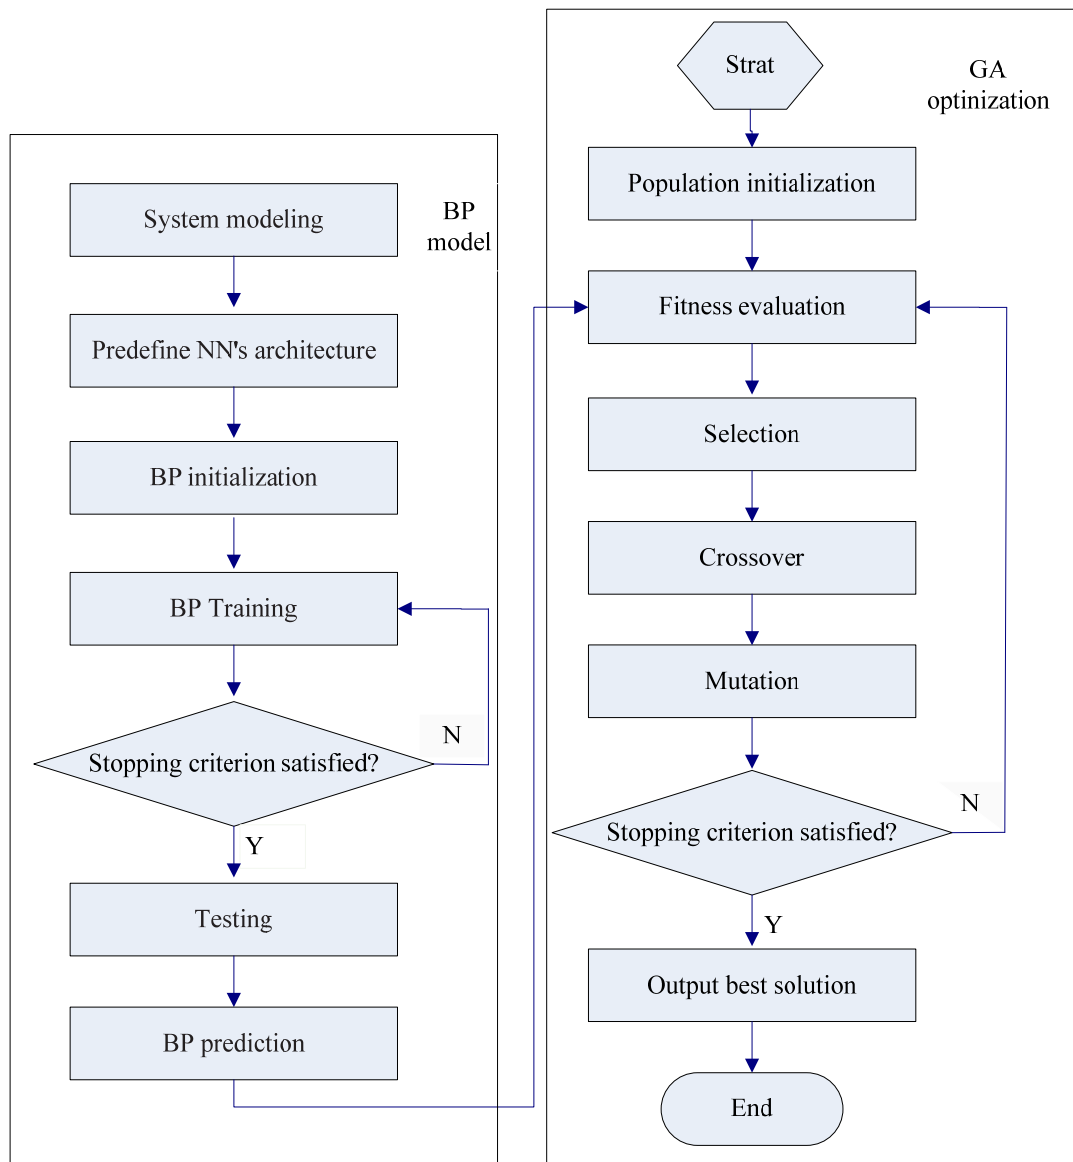 BP
model
System modeling
Predefine NN's architecture
BP initialization
BP Training
Stopping criterion satisfied?
N
Y
Testing
BP prediction
GA
optinization
Strat
Population initialization
Fitness evaluation
Selection
Crossover
Mutation
Stopping criterion satisfied?
N
Y
Output best solution
End